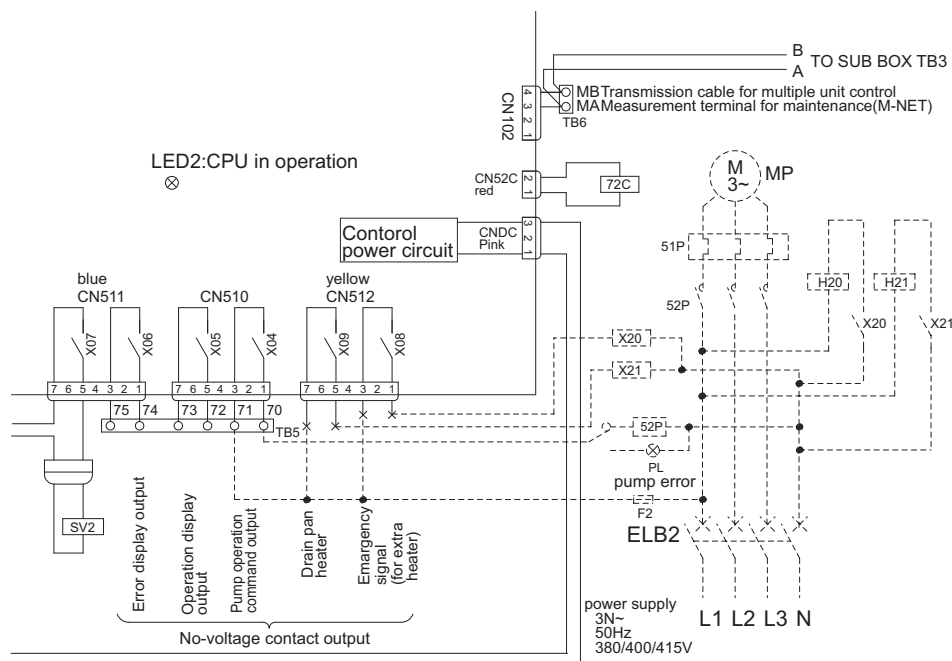 B
A
TO SUB BOX TB3
4
3
2
1
CN102
MB Transmission cable for multiple unit control
MA Measurement terminal for maintenance(M-NET)
TB6
LED2:CPU in operation
CN52C
red
2
1
72C
M
3~
MP
Contorol
power circuit
CNDC
Pink
3
2
1
51P
H20
H21
52P
X20
X21
blue
CN511
CN510
yellow
CN512
X07
X06
X05
X04
X09
X08
X20
X21
7 6 5 4 3 2 1
7 6 5 4 3 2 1
7 6 5 4 3 2 1
75
74
73
72
71
70
TB5
52P
PL
pump error
F2
SV2
Error display output
Operation display
output
Pump operation
command output
Drain pan
heater
Emargency
signal
(for extra
heater)
ELB2
No-voltage contact output
power supply
3N~
50Hz
380/400/415V
L1 L2 L3 N